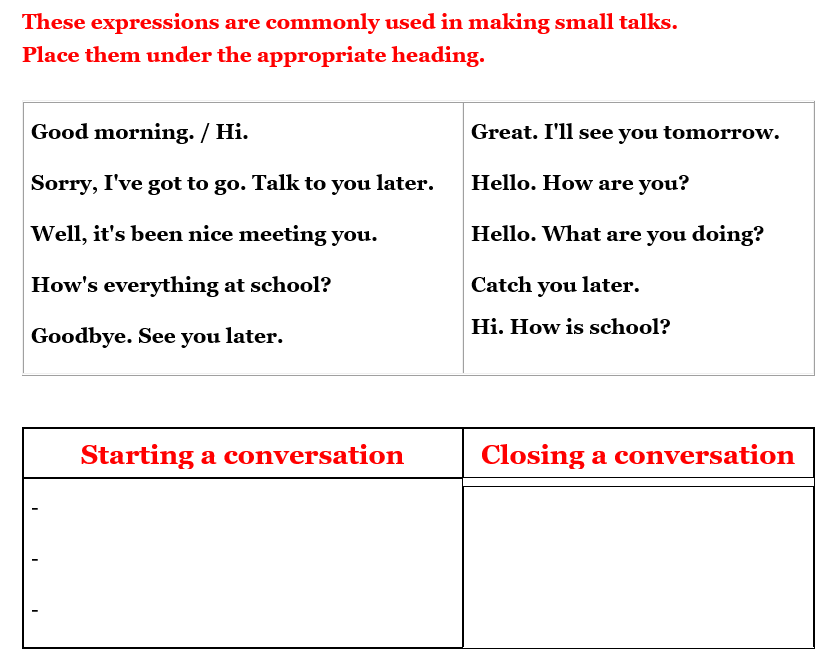 These expressions are commonly used in making small talks.
Place them under the appropriate heading.
Good morning. / Hi.
Sorry, I've got to go. Talk to you later.
Well, it's been nice meeting you.
How's everything at school?
Goodbye. See you later.
Great. I'll see you tomorrow.
Hello. How are you?
Hello. What are you doing?
Catch you later.
Hi. How is school?
Starting a conversation
Closing a conversation
-
-
-